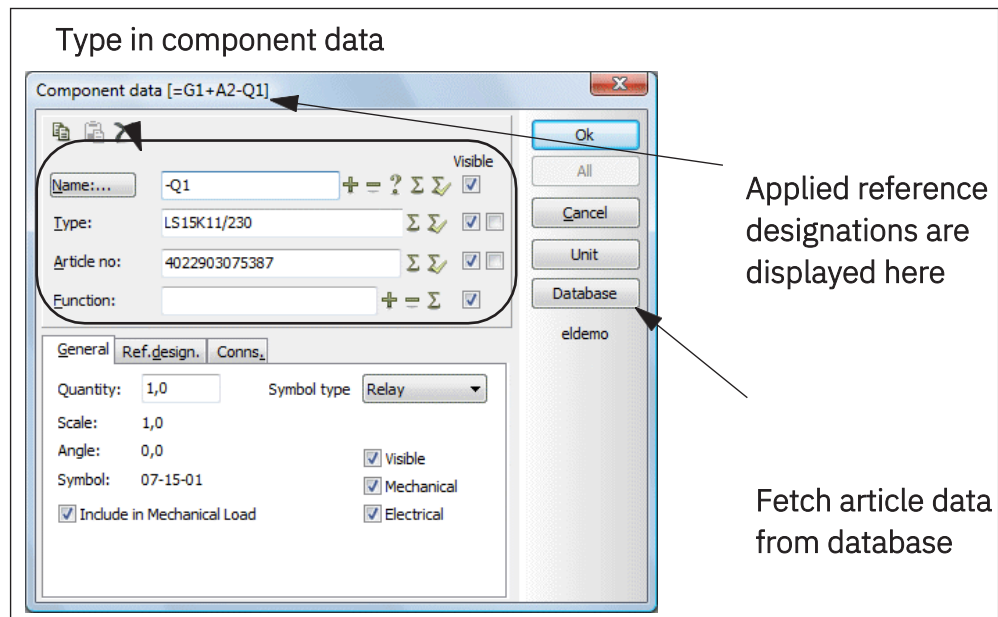 Type in component data
Component data [=G1+A2-Q1]
Visible
Name:...
-Q1
Type:
LS15K11/230
Article no:
4022903075387
Function:
Ok
All
Cancel
Unit
Database
eldemo
Applied reference
designations are
displayed here
General
Ref.design.
Conns.
Quantity:
1,0
Symbol type
Relay
Scale:
1,0
Angle:
0,0
Visible
Symbol:
07-15-01
Mechanical
Include in Mechanical Load
Electrical
Fetch article data
from database